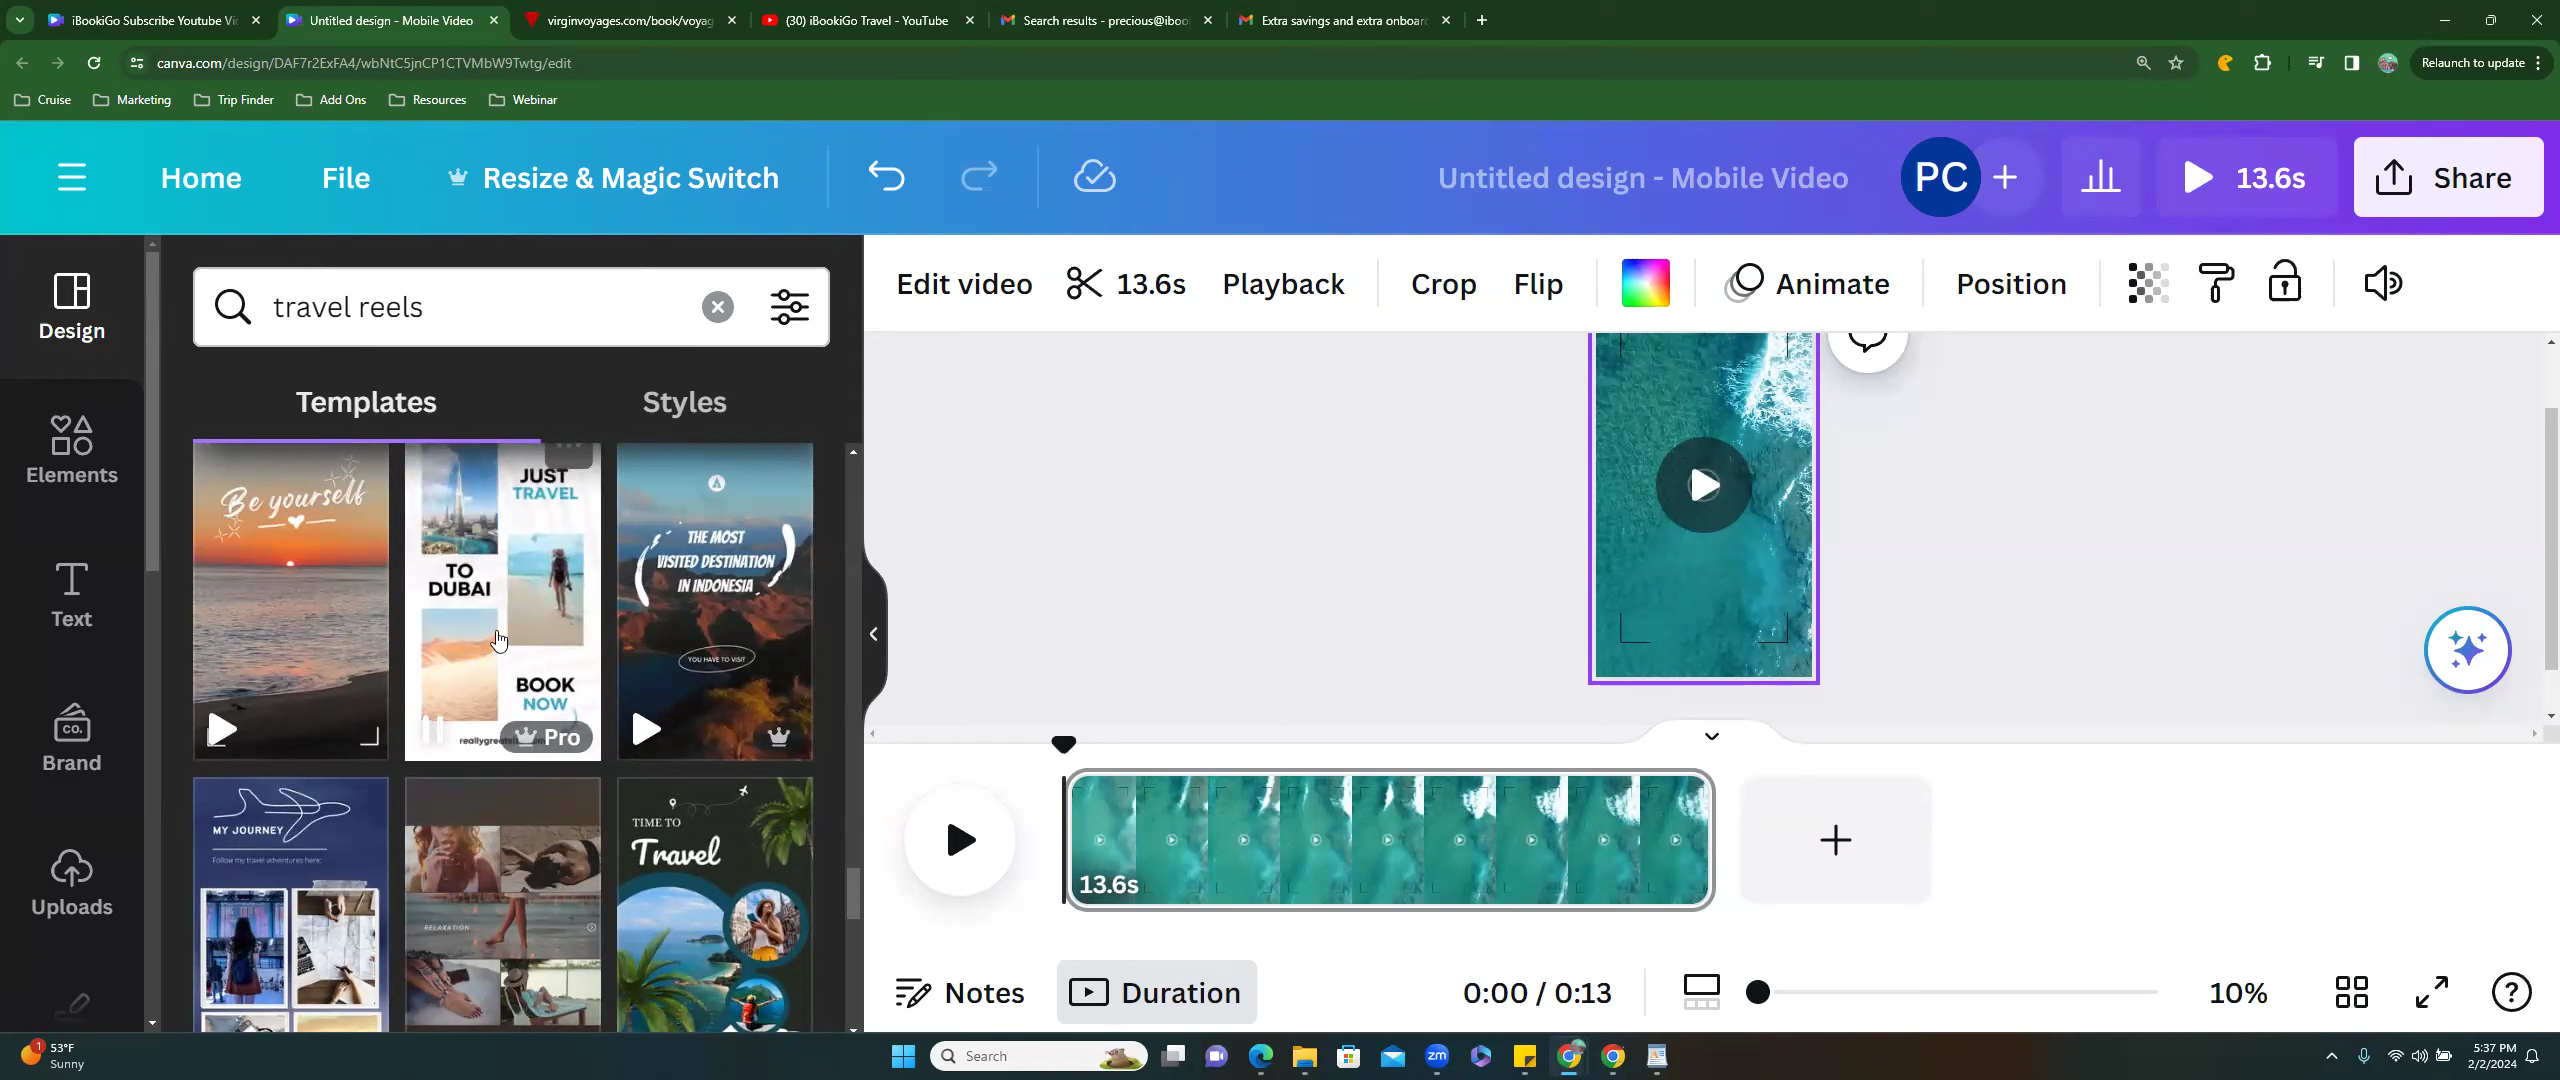 iBookiGo Subscribe Youtube Vi
Untitled design - Mobile Video
virginvoyages.com/book/voyag
(30) iBookiGo Travel - YouTube
Search results - precious@iboo
Extra savings and extra onboar
canva.com/design/DAF7r2ExFA4/wbNtC5jnCP1CTVMbW9Twtg/edit
Relaunch to update
Cruise
Marketing
Trip Finder
Add Ons
Resources
Webinar
Home
File
Resize & Magic Switch
Untitled design - Mobile Video
PC
13.6s
Share
Design
Elements
Text
CO.
Brand
Uploads
travel reels
Templates
Styles
Be yourself
JUST
TRAVEL
TO
DUBAI
BOOK
NOW
Pro
THE MOST
VISITED DESTINATION
IN INDONESIA
YOU HAVE TO VISIT
MY JOURNEY
Follow my travel adventures here:
RELAXATION
TIME TO
Travel
Edit video
13.6s
Playback
Crop
Flip
Animate
Position
13.6s
Notes
Duration
0:00 / 0:13
10%
1
53°F
Sunny
Search
zm
5:37 PM
2/2/2024